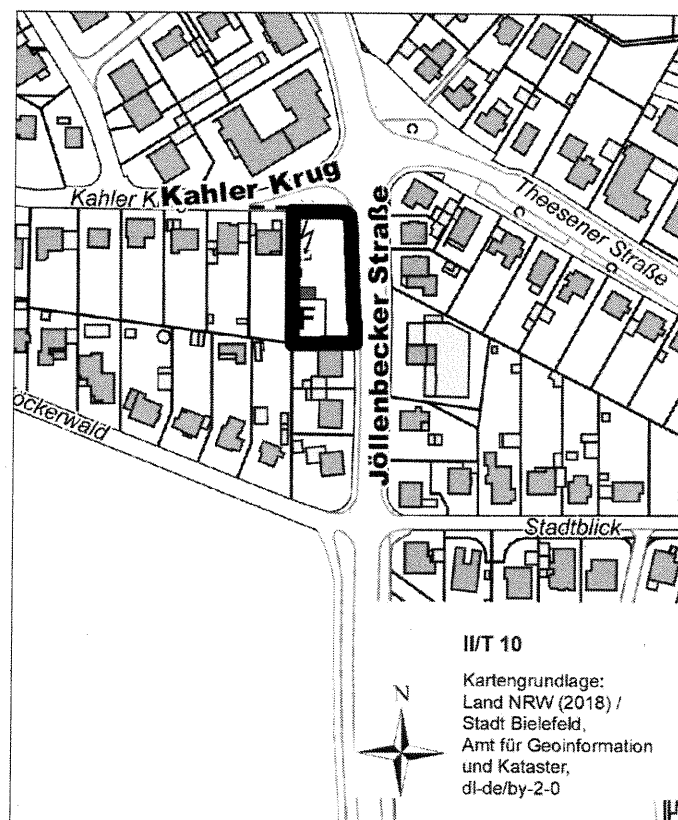 Kahler-Krug
Kahler K
Theesener Straße
Jöllenbecker Straße
F
öckerwald
Stadtblick
II/T 10
N
Kartengrundlage:
Land NRW (2018) /
Stadt Bielefeld,
Amt für Geoinformation
und Kataster,
dl-de/by-2-0